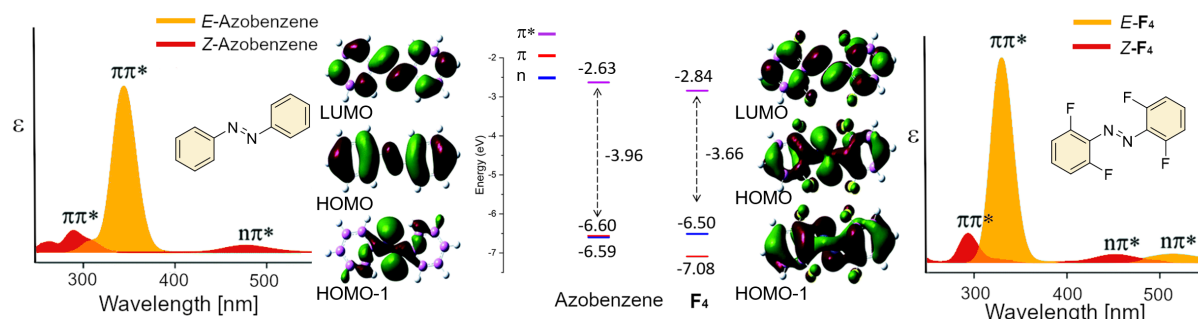 E-Azobenzene
Z-Azobenzene
ππ*
ππ*
nπ*
ε
N
N
300
400
500
Wavelength [nm]
LUMO
HOMO
HOMO-1
π*
π
n
Energy (eV)
-2
-3
-4
-5
-6
-7
-2.63
-3.96
-6.60
-6.59
Azobenzene
-2.84
-3.66
-6.50
-7.08
F₄
LUMO
HOMO
HOMO-1
E-F₄
Z-F₄
ππ*
ππ*
nπ*
nπ*
ε
F
F
N
N
F
F
300
400
500
Wavelength [nm]